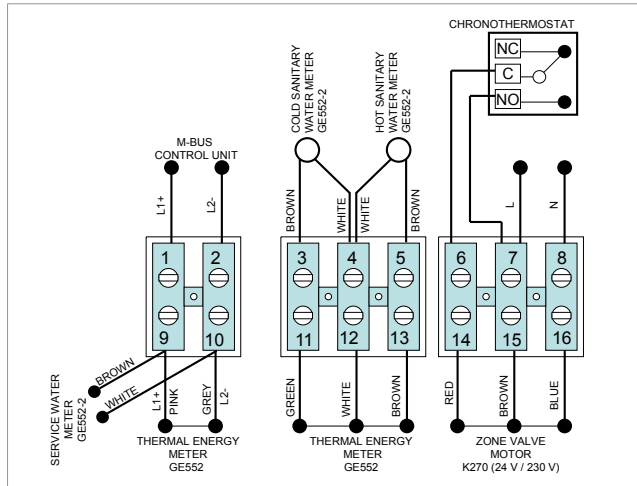 CHRONOTHERMOSTAT
NC
C
NO
COLD SANITARY
WATER METER
GE552-2
HOT SANITARY
WATER METER
GE552-2
M-BUS
CONTROL UNIT
L1+
L2-
BROWN
WHITE
WHITE
BROWN
L
N
1
2
3
4
5
6
7
8
9
10
11
12
13
14
15
16
BROWN
WHITE
SERVICE WATER
METER
GE552-2
L1+
PINK
GREY
L2-
GREEN
WHITE
BROWN
RED
BROWN
BLUE
THERMAL ENERGY
METER
GE552
THERMAL ENERGY
METER
GE552
ZONE VALVE
MOTOR
K270 (24 V / 230 V)